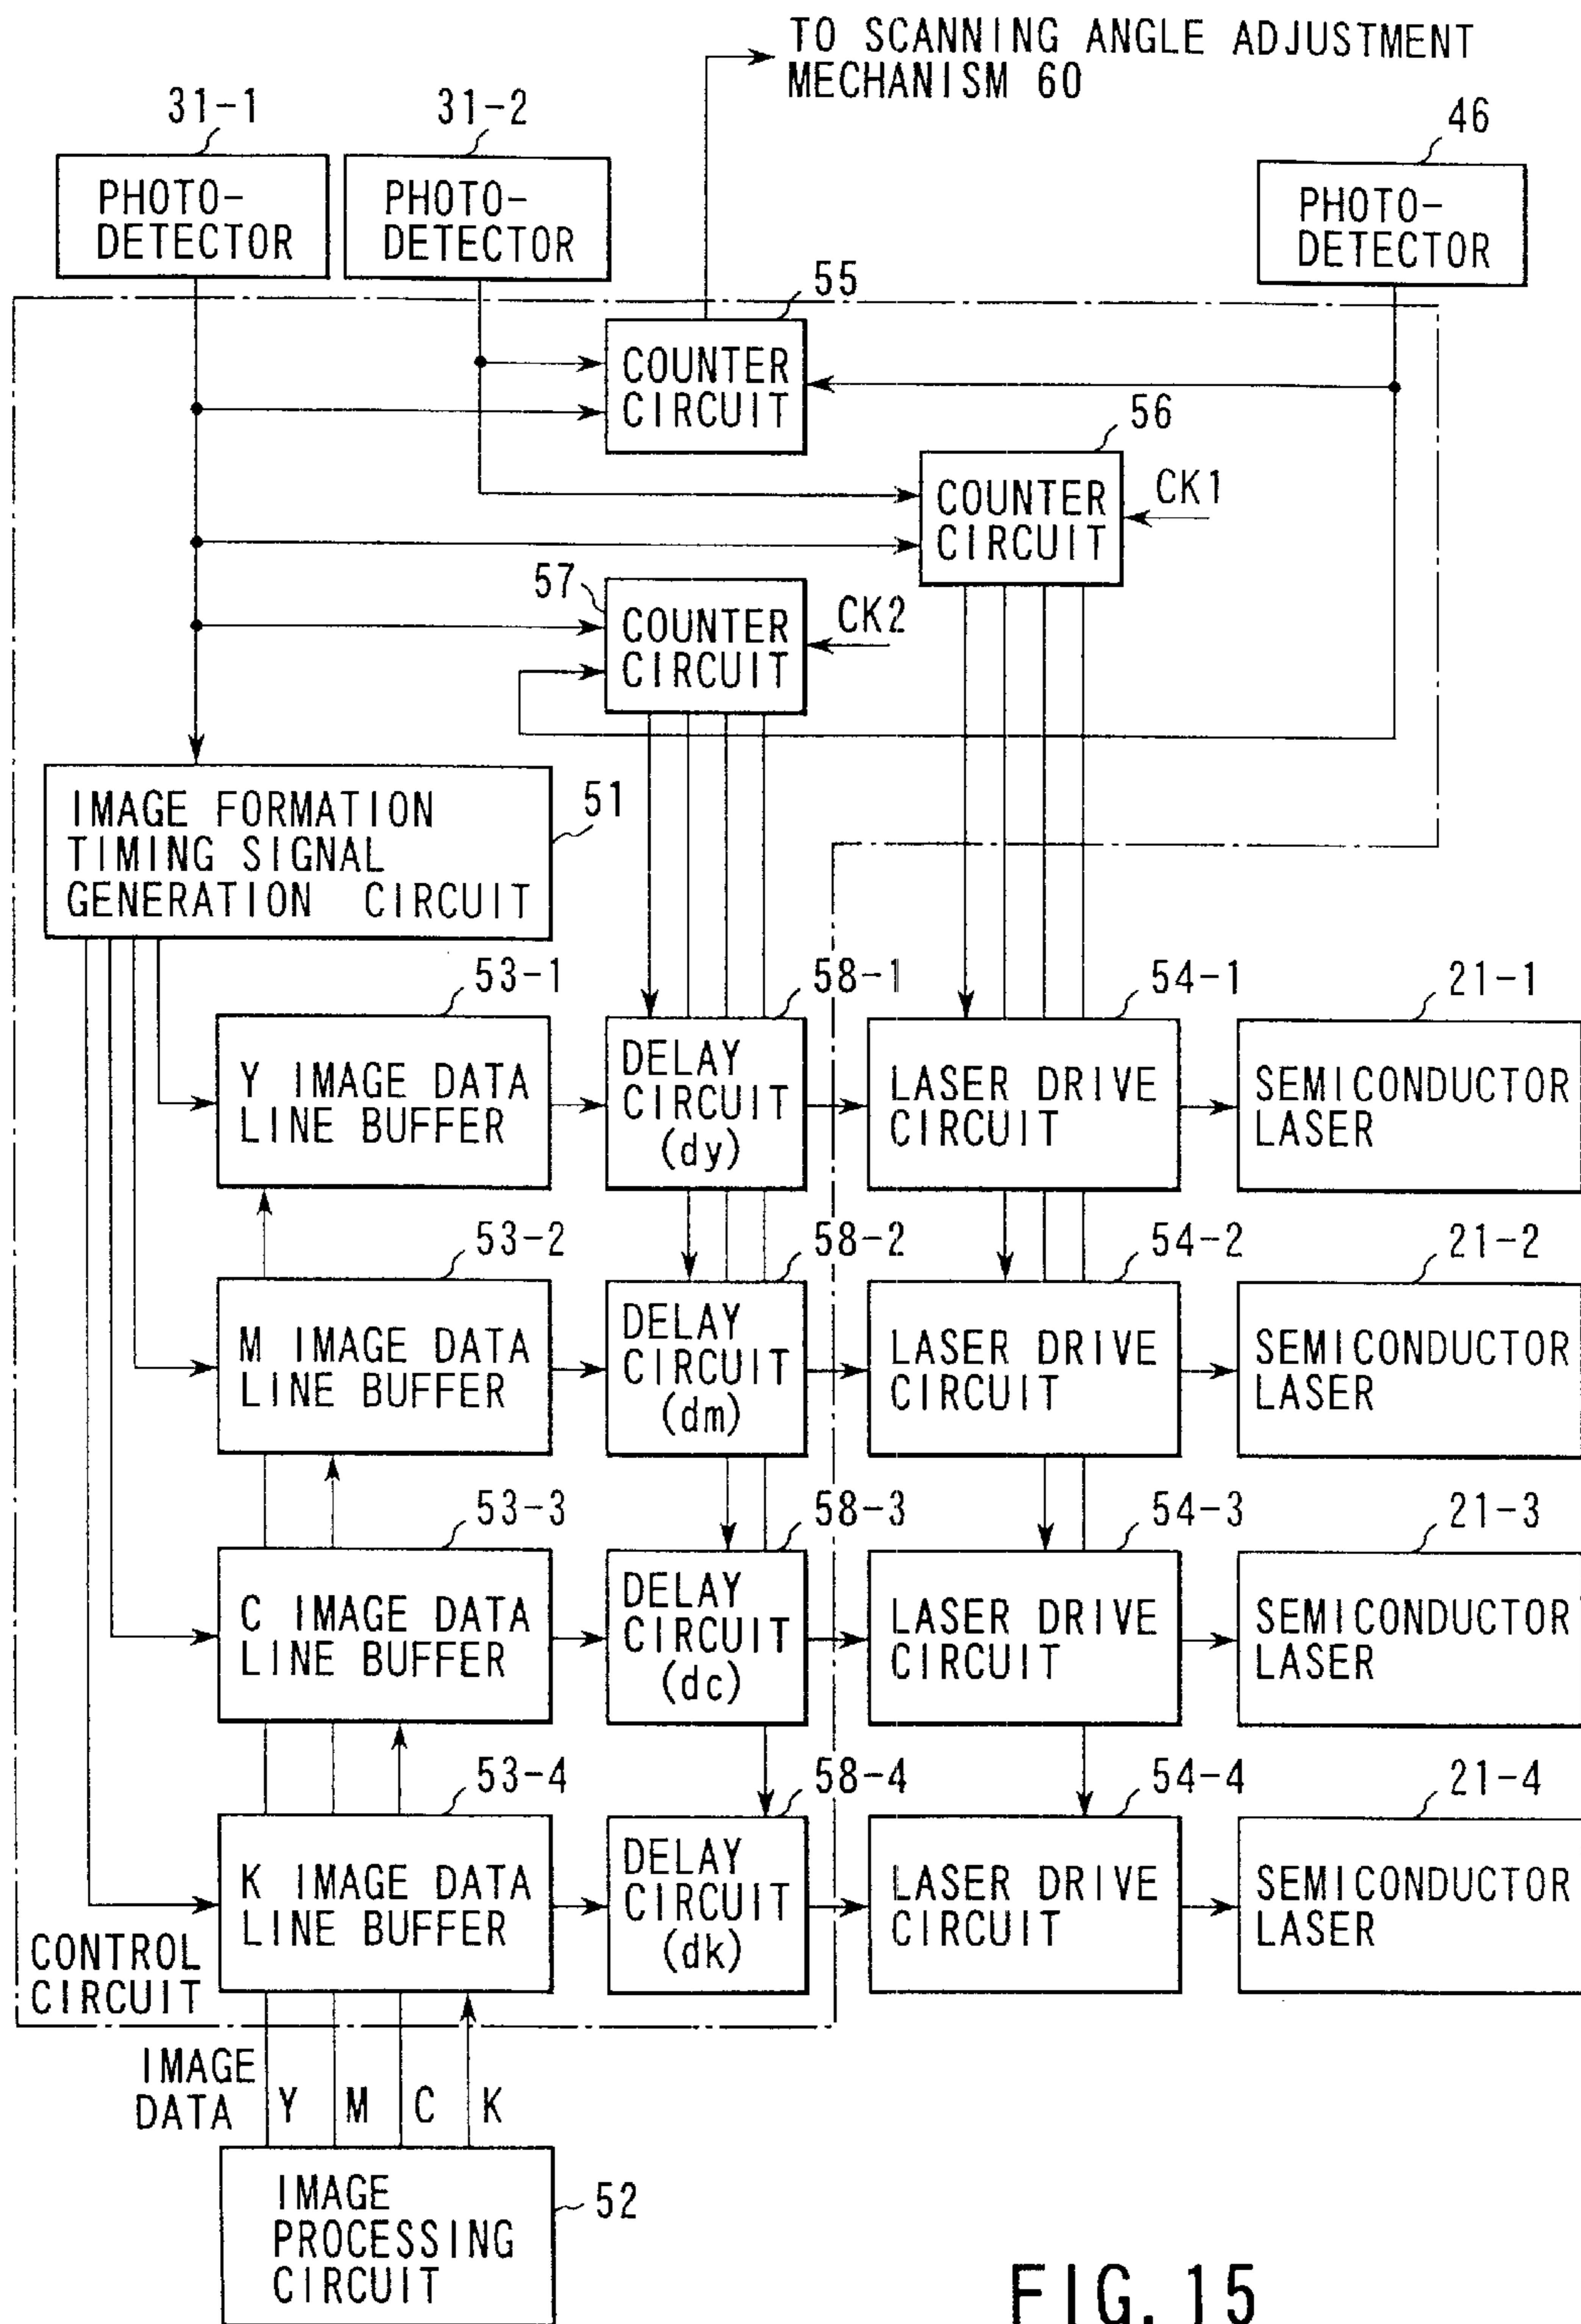 TO SCANNING ANGLE ADJUSTMENT
MECHANISM 60
31-1
31-2
46
PHOTO-
DETECTOR
PHOTO-
DETECTOR
PHOTO-
DETECTOR
55
COUNTER
CIRCUIT
56
COUNTER
CIRCUIT
CK1
57
COUNTER
CIRCUIT
CK2
IMAGE FORMATION
TIMING SIGNAL
GENERATION CIRCUIT
51
53-1
58-1
54-1
21-1
Y IMAGE DATA
LINE BUFFER
DELAY
CIRCUIT
(dy)
LASER DRIVE
CIRCUIT
SEMICONDUCTOR
LASER
53-2
58-2
54-2
21-2
M IMAGE DATA
LINE BUFFER
DELAY
CIRCUIT
(dm)
LASER DRIVE
CIRCUIT
SEMICONDUCTOR
LASER
53-3
58-3
54-3
21-3
C IMAGE DATA
LINE BUFFER
DELAY
CIRCUIT
(dc)
LASER DRIVE
CIRCUIT
SEMICONDUCTOR
LASER
53-4
58-4
54-4
21-4
K IMAGE DATA
LINE BUFFER
DELAY
CIRCUIT
(dk)
LASER DRIVE
CIRCUIT
SEMICONDUCTOR
LASER
CONTROL
CIRCUIT
IMAGE
DATA
Y M C K
IMAGE
PROCESSING
CIRCUIT
52
FIG. 15